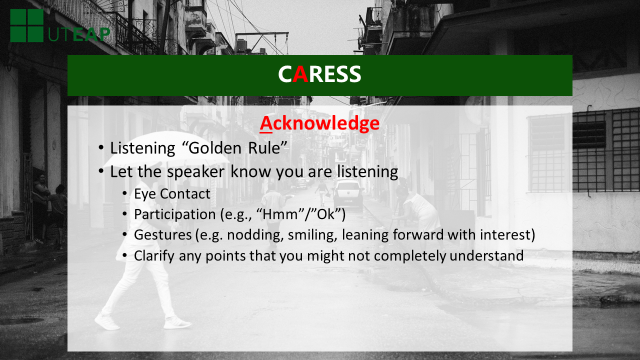 UTEAP
CARESS
Acknowledge
• Listening “Golden Rule”
• Let the speaker know you are listening
• Eye Contact
• Participation (e.g., “Hmm”/”Ok”)
• Gestures (e.g. nodding, smiling, leaning forward with interest)
• Clarify any points that you might not completely understand